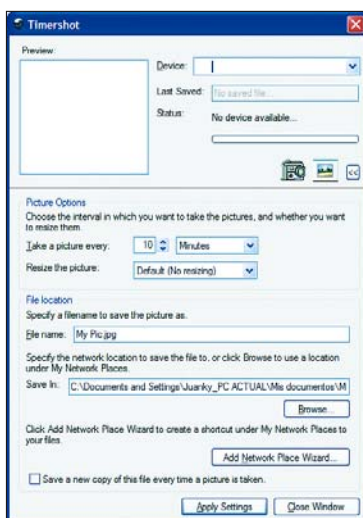 Timershot
Preview
Device:
Last Saved: No saved file...
Status: No device available...
<<
Picture Options
Choose the interval in which you want to take the pictures, and whether you want
to resize them.
Take a picture every: 10 Minutes
Resize the picture: Default (No resizing)
File location
Specify a filename to save the picture as.
File name: My Pic.jpg
Specify the network location to save the file to, or click Browse to use a location
under My Network Places.
Save In: C:\Documents and Settings\Juanky_PC ACTUAL\Mis documentos\M
Browse...
Click Add Network Place Wizard to create a shortcut under My Network Places to
your files.
Add Network Place Wizard...
Save a new copy of this file every time a picture is taken.
Apply Settings Close Window